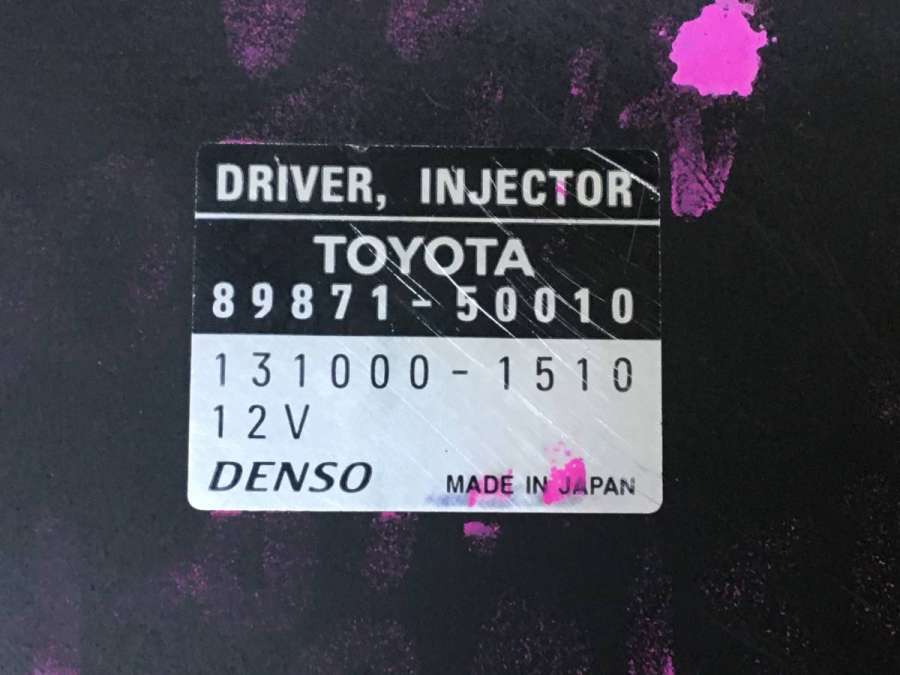 DRIVER, INJECTOR
TOYOTA
89871-50010
131000-1510
12V
DENSO MADE IN JAPAN